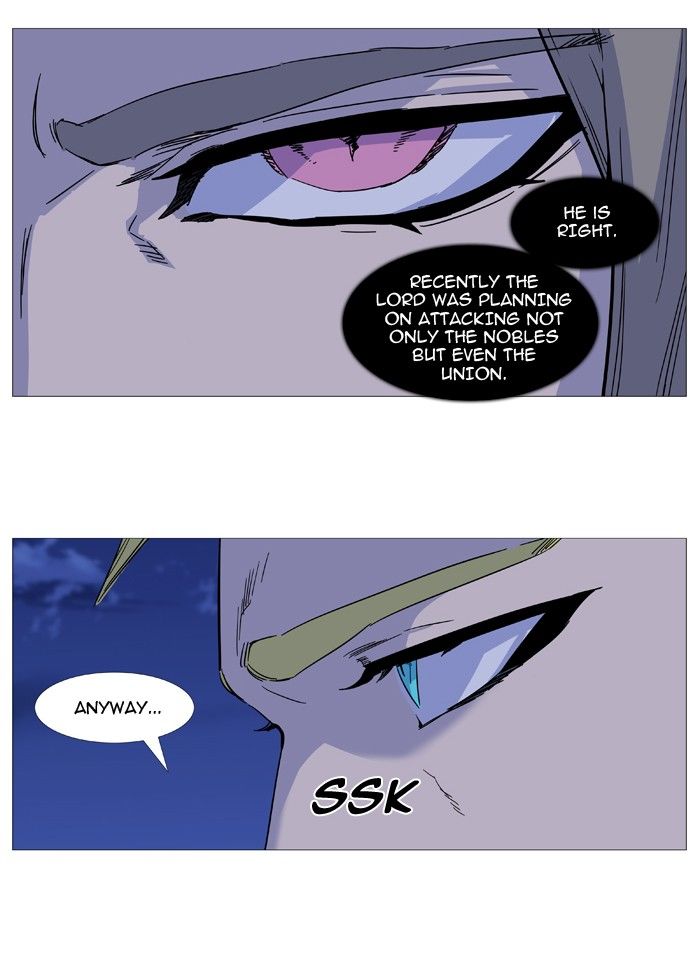 HE IS
RIGHT.
RECENTLY THE
LORD WAS PLANNING
ON ATTACKING NOT
ONLY THE NOBLES
BUT EVEN THE
UNION.
ANYWAY...
SSK